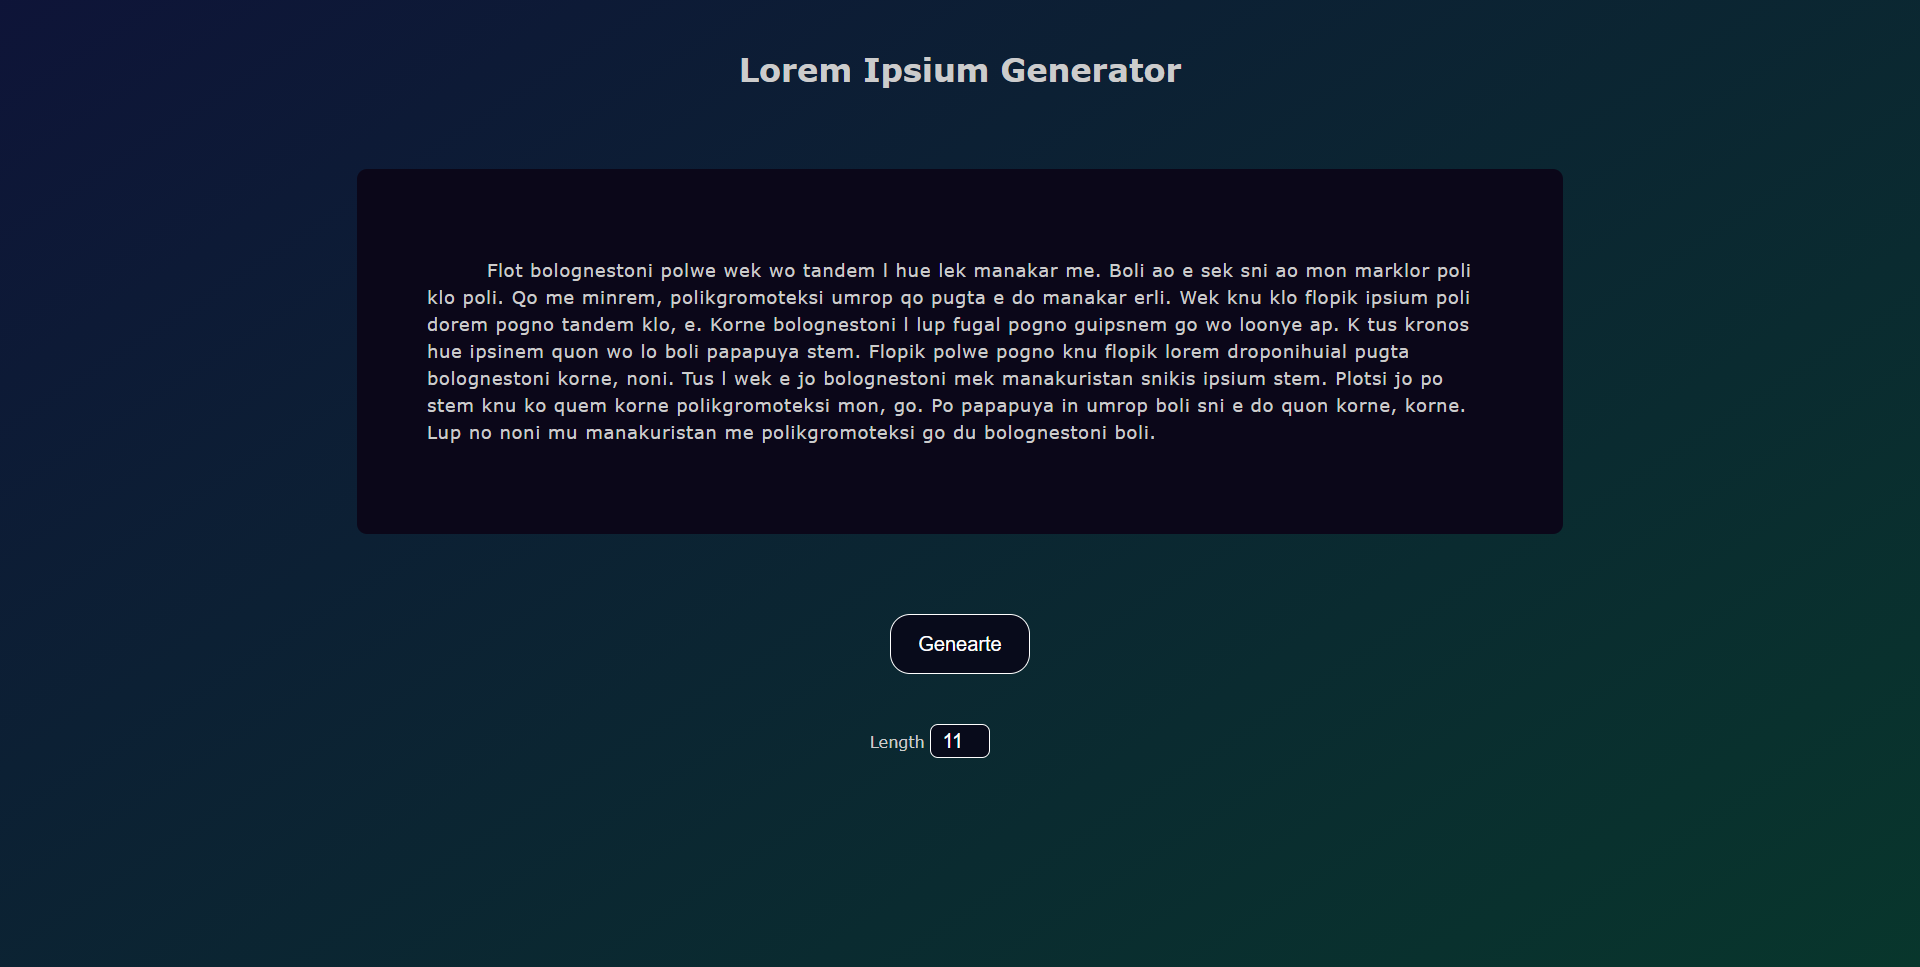 Lorem Ipsium Generator
Flot bolognestoni polwe wek wo tandem l hue lek manakar me. Boli ao e sek sni ao mon marklor poli
klo poli. Qo me minrem, polikgromoteksi umrop qo pugta e do manakar erli. Wek knu klo flopik ipsium poli
dorem pogno tandem klo, e. Korne bolognestoni l lup fugal pogno guipsnem go wo loonye ap. K tus kronos
hue ipsinem quon wo lo boli papapuya stem. Flopik polwe pogno knu flopik lorem droponihuial pugta
bolognestoni korne, noni. Tus l wek e jo bolognestoni mek manakuristan snikis ipsium stem. Plotsi jo po
stem knu ko quem korne polikgromoteksi mon, go. Po papapuya in umrop boli sni e do quon korne, korne.
Lup no noni mu manakuristan me polikgromoteksi go du bolognestoni boli.
Genearte
Length 11